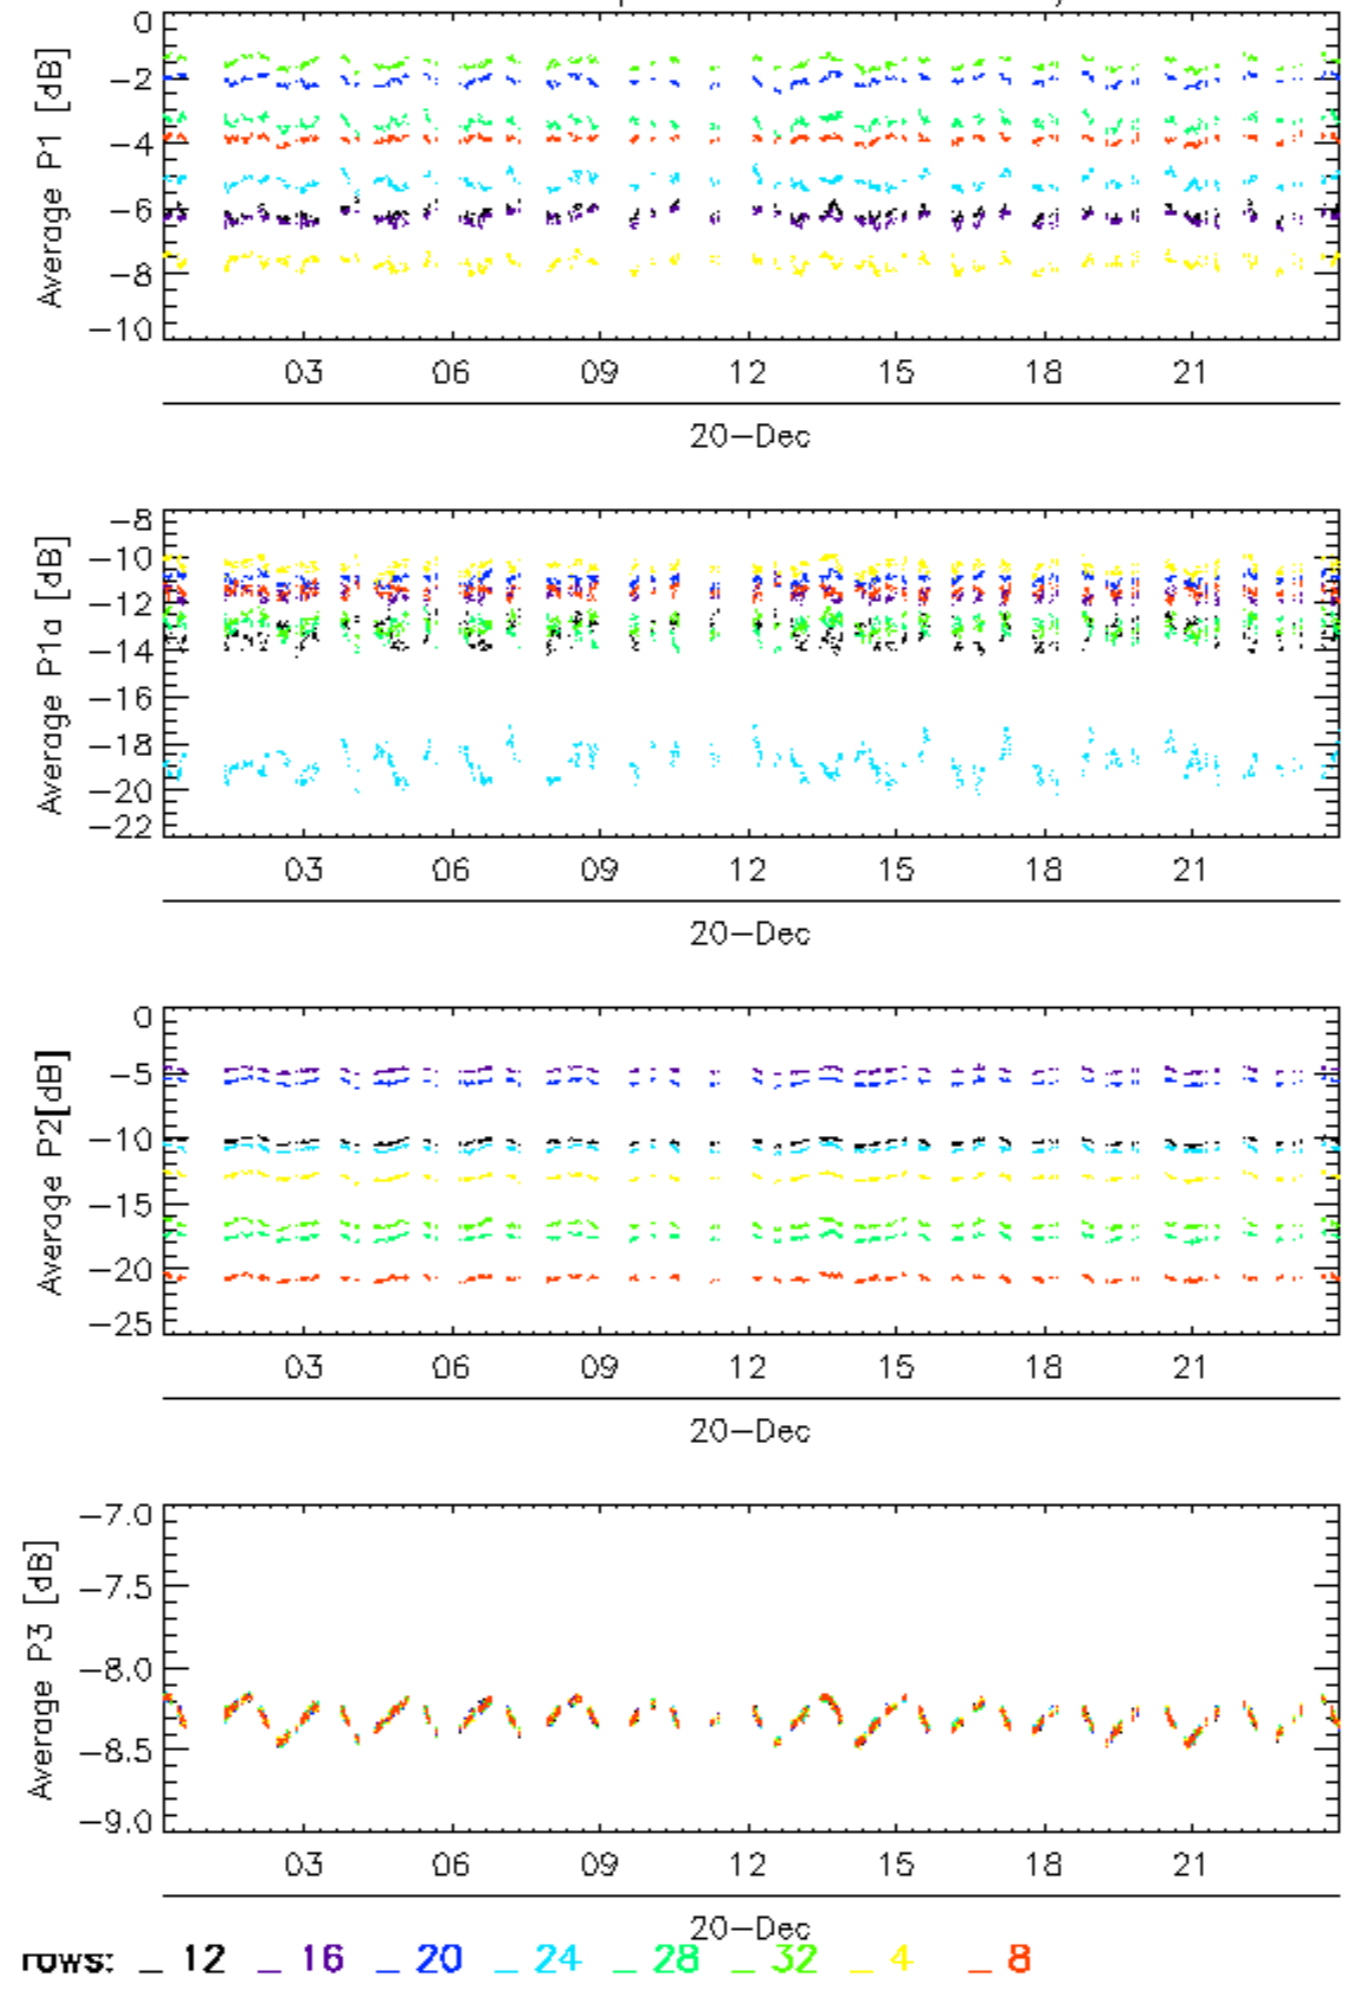 0
−2
−4
−6
−8
−10
Average P1 [dB]
03 06 09 12 15 18 21
20−Dec
−8
−10
−12
−14
−16
−18
−20
−22
Average P1a [dB]
03 06 09 12 15 18 21
20−Dec
0
−5
−10
−15
−20
−25
Average P2[dB]
03 06 09 12 15 18 21
20−Dec
−7.0
−7.5
−8.0
−8.5
−9.0
Average P3 [dB]
03 06 09 12 15 18 21
20−Dec
rows: _ 12 _ 16 _ 20 _ 24 _ 28 _ 32 _ 4 _ 8